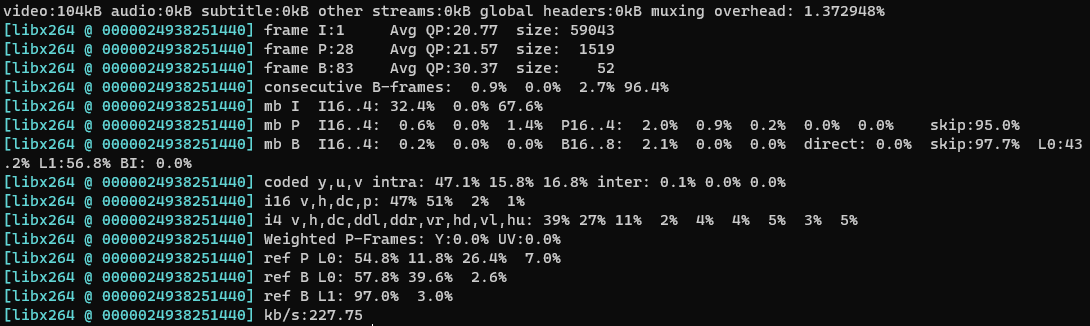 video:104kB audio:0kB subtitle:0kB other streams:0kB global headers:0kB muxing overhead: 1.372948%
[libx264 @ 0000024938251440] frame I:1     Avg QP:20.77  size: 59043
[libx264 @ 0000024938251440] frame P:28    Avg QP:21.57  size:  1519
[libx264 @ 0000024938251440] frame B:83    Avg QP:30.37  size:    52
[libx264 @ 0000024938251440] consecutive B-frames:  0.9%  0.0%  2.7% 96.4%
[libx264 @ 0000024938251440] mb I  I16..4: 32.4%  0.0% 67.6%
[libx264 @ 0000024938251440] mb P  I16..4:  0.6%  0.0%  1.4%  P16..4:  2.0%  0.9%  0.2%  0.0%  0.0%    skip:95.0%
[libx264 @ 0000024938251440] mb B  I16..4:  0.2%  0.0%  0.0%  B16..8:  2.1%  0.0%  0.0%  direct: 0.0%  skip:97.7%  L0:43
.2% L1:56.8% BI: 0.0%
[libx264 @ 0000024938251440] coded y,u,v intra: 47.1% 15.8% 16.8% inter: 0.1% 0.0% 0.0%
[libx264 @ 0000024938251440] i16 v,h,dc,p: 47% 51%  2%  1%
[libx264 @ 0000024938251440] i4 v,h,dc,ddl,ddr,vr,hd,vl,hu: 39% 27% 11%  2%  4%  4%  5%  3%  5%
[libx264 @ 0000024938251440] Weighted P-Frames: Y:0.0% UV:0.0%
[libx264 @ 0000024938251440] ref P L0: 54.8% 11.8% 26.4%  7.0%
[libx264 @ 0000024938251440] ref B L0: 57.8% 39.6%  2.6%
[libx264 @ 0000024938251440] ref B L1: 97.0%  3.0%
[libx264 @ 0000024938251440] kb/s:227.75